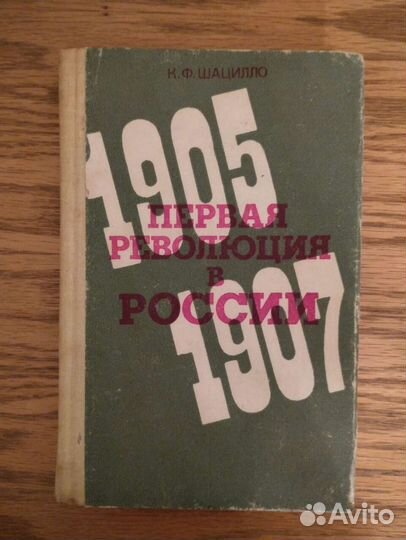 К. Ф. ШАЦИЛЛО
1905
ПЕРВАЯ
РЕВОЛЮЦИЯ
В
РОССИИ
1907
Avito